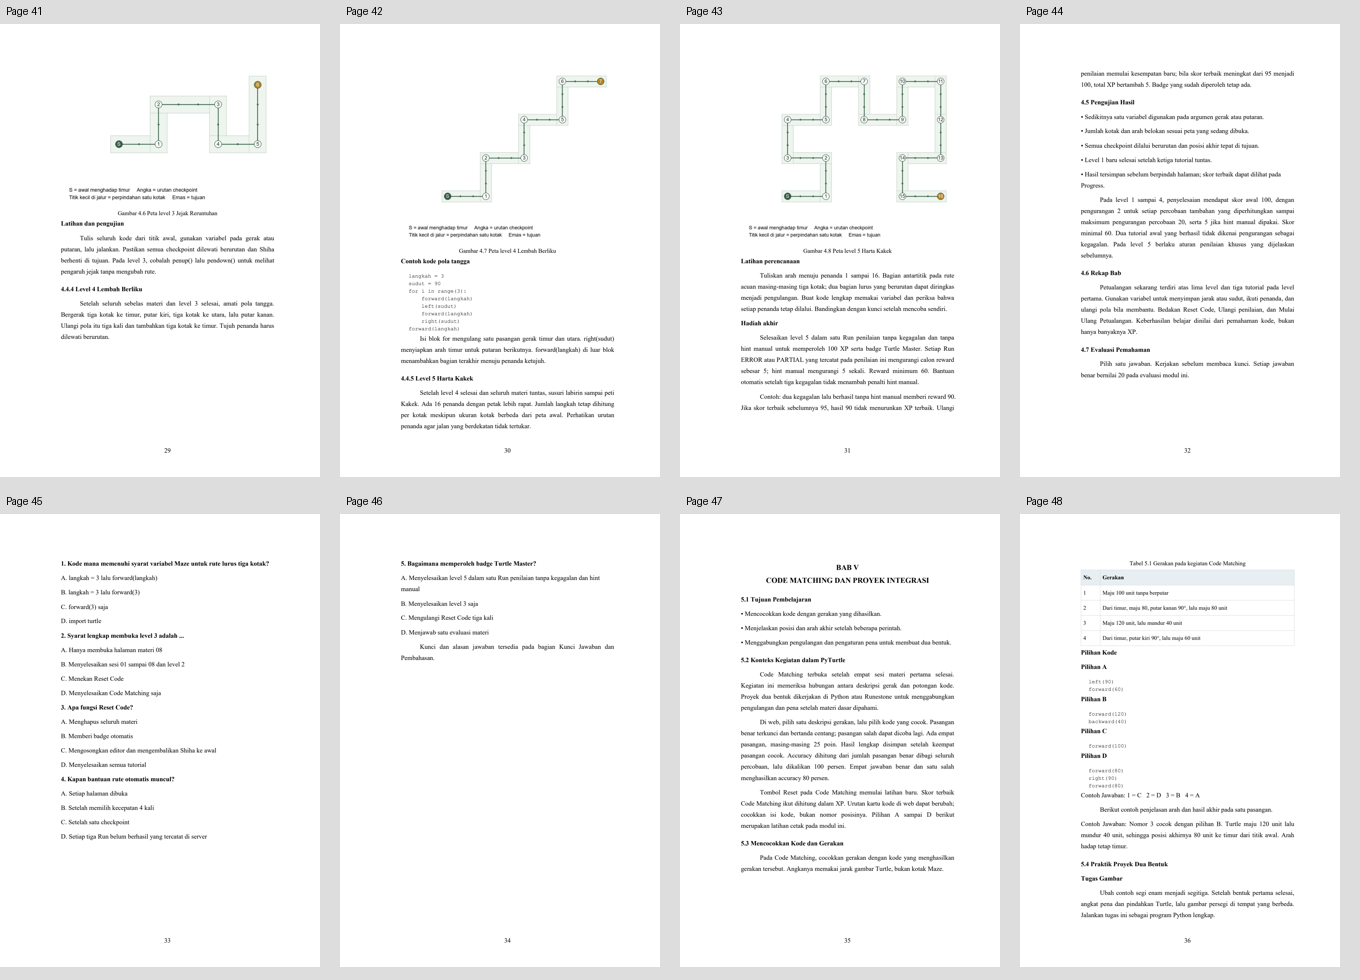 Page 41
S = awal menghadap timur Angka = urutan checkpoint
Titik kecil di jalur = perpindahan satu kotak Emas = tujuan
Gambar 4.6 Peta level 3 Jejak Reruntuhan
Latihan dan pengujian
Tulis seluruh kode dari titik awal, gunakan variabel pada gerak atau
putaran, lalu jalankan. Pastikan semua checkpoint dilewati berurutan dan Shiba
berhenti di tujuan. Pada level 3, cobalah penup() lalu pendown() untuk melihat
pengaruh jejak tanpa mengubah rute.
4.4.4 Level 4 Lembah Berliku
Setelah seluruh sebelas materi dan level 3 selesai, amati pola tangga.
Bergerak tiga kotak ke timur, putar kiri, tiga kotak ke utara, lalu putar kanan.
Ulangi pola itu tiga kali dan tambahkan tiga kotak ke timur. Tujuh penanda harus
dilewati berurutan.
29
Page 42
S = awal menghadap timur Angka = urutan checkpoint
Titik kecil di jalur = perpindahan satu kotak Emas = tujuan
Gambar 4.7 Peta level 4 Lembah Berliku
Contoh kode pola tangga
langkah = 3
sudut = 90
for i in range(3):
    forward(langkah)
    left(sudut)
    forward(langkah)
    right(sudut)
forward(langkah)
Isi blok for mengulang satu pasangan gerak timur dan utara. right(sudut)
menyiapkan arah timur untuk putaran berikutnya. forward(langkah) di luar blok
menambahkan bagian terakhir menuju penanda ketujuh.
4.4.5 Level 5 Harta Kakek
Setelah level 4 selesai dan seluruh materi tuntas, susuri labirin sampai peti
Kakek. Ada 16 penanda dengan petak lebih rapat. Jumlah langkah tetap dihitung
per kotak meskipun ukuran kotak berbeda dari peta awal. Perhatikan urutan
penanda agar jalan yang berdekatan tidak tertukar.
30
Page 43
S = awal menghadap timur Angka = urutan checkpoint
Titik kecil di jalur = perpindahan satu kotak Emas = tujuan
Gambar 4.8 Peta level 5 Harta Kakek
Latihan perencanaan
Tuliskan arah menuju penanda 1 sampai 16. Bagian antartitik pada rute
acuan masing-masing tiga kotak; dua bagian lurus yang berurutan dapat diringkas
menjadi pengulangan. Buat kode lengkap memakai variabel dan periksa bahwa
setiap penanda tetap dilalui. Bandingkan dengan kunci setelah mencoba sendiri.
Hadiah akhir
Selesaikan level 5 dalam satu Run penilaian tanpa kegagalan dan tanpa
hint manual untuk memperoleh 100 XP serta badge Turtle Master. Setiap Run
ERROR atau PARTIAL yang tercatat pada penilaian ini mengurangi calon reward
sebesar 5; hint manual mengurangi 5 sekali. Reward minimum 60. Bantuan
otomatis setelah tiga kegagalan tidak menambah penalti hint manual.
Contoh: dua kegagalan lalu berhasil tanpa hint manual memberi reward 90.
Jika skor terbaik sebelumnya 95, hasil 90 tidak menurunkan XP terbaik. Ulangi
31
Page 44
penilaian memulai kesempatan baru; bila skor terbaik meningkat dari 95 menjadi
100, total XP bertambah 5. Badge yang sudah diperoleh tetap ada.
4.5 Pengujian Hasil
• Sedikitnya satu variabel digunakan pada argumen gerak atau putaran.
• Jumlah kotak dan arah belokan sesuai peta yang sedang dibuka.
• Semua checkpoint dilalui berurutan dan posisi akhir tepat di tujuan.
• Level 1 baru selesai setelah ketiga tutorial tuntas.
• Hasil tersimpan sebelum berpindah halaman; skor terbaik dapat dilihat pada
Progress.
Pada level 1 sampai 4, penyelesaian mendapat skor awal 100, dengan
pengurangan 2 untuk setiap percobaan tambahan yang diperhitungkan sampai
maksimum pengurangan percobaan 20, serta 5 jika hint manual dipakai. Skor
minimal 60. Dua tutorial awal yang berhasil tidak dikenai pengurangan sebagai
kegagalan. Pada level 5 berlaku aturan penilaian khusus yang dijelaskan
sebelumnya.
4.6 Rekap Bab
Petualangan sekarang terdiri atas lima level dan tiga tutorial pada level
pertama. Gunakan variabel untuk menyimpan jarak atau sudut, ikuti penanda, dan
ulangi pola bila membantu. Bedakan Reset Code, Ulangi penilaian, dan Mulai
Ulang Petualangan. Keberhasilan belajar dinilai dari pemahaman kode, bukan
hanya banyaknya XP.
4.7 Evaluasi Pemahaman
Pilih satu jawaban. Kerjakan sebelum membaca kunci. Setiap jawaban
benar bernilai 20 pada evaluasi modul ini.
32
Page 45
1. Kode mana memenuhi syarat variabel Maze untuk rute lurus tiga kotak?
A. langkah = 3 lalu forward(langkah)
B. langkah = 3 lalu forward(3)
C. forward(3) saja
D. import turtle
2. Syarat lengkap membuka level 3 adalah ...
A. Hanya membuka halaman materi 08
B. Menyelesaikan sesi 01 sampai 08 dan level 2
C. Menekan Reset Code
D. Menyelesaikan Code Matching saja
3. Apa fungsi Reset Code?
A. Menghapus seluruh materi
B. Memberi badge otomatis
C. Mengosongkan editor dan mengembalikan Shiba ke awal
D. Menyelesaikan semua tutorial
4. Kapan bantuan rute otomatis muncul?
A. Setiap halaman dibuka
B. Setelah memilih kecepatan 4 kali
C. Setelah satu checkpoint
D. Setiap tiga Run belum berhasil yang tercatat di server
33
Page 46
5. Bagaimana memperoleh badge Turtle Master?
A. Menyelesaikan level 5 dalam satu Run penilaian tanpa kegagalan dan hint
manual
B. Menyelesaikan level 3 saja
C. Mengulangi Reset Code tiga kali
D. Menjawab satu evaluasi materi
Kunci dan alasan jawaban tersedia pada bagian Kunci Jawaban dan
Pembahasan.
34
Page 47
BAB V
CODE MATCHING DAN PROYEK INTEGRASI
5.1 Tujuan Pembelajaran
• Mencocokkan kode dengan gerakan yang dihasilkan.
• Menjelaskan posisi dan arah akhir setelah beberapa perintah.
• Menggabungkan pengulangan dan pengaturan pena untuk membuat dua bentuk.
5.2 Konteks Kegiatan dalam PyTurtle
Code Matching terbuka setelah empat sesi materi pertama selesai.
Kegiatan ini memeriksa hubungan antara deskripsi gerak dan potongan kode.
Proyek dua bentuk dikerjakan di Python atau Runestone untuk menggabungkan
pengulangan dan pena setelah materi dasar dipahami.
Di web, pilih satu deskripsi gerakan, lalu pilih kode yang cocok. Pasangan
benar terkunci dan bertanda centang; pasangan salah dapat dicoba lagi. Ada empat
pasangan, masing-masing 25 poin. Hasil lengkap disimpan setelah keempat
pasangan cocok. Accuracy dihitung dari jumlah pasangan benar dibagi seluruh
percobaan, lalu dikalikan 100 persen. Empat jawaban benar dan satu salah
menghasilkan accuracy 80 persen.
Tombol Reset pada Code Matching memulai latihan baru. Skor terbaik
Code Matching ikut dihitung dalam XP. Urutan kartu kode di web dapat berubah;
cocokkan isi kode, bukan nomor posisinya. Pilihan A sampai D berikut
merupakan latihan cetak pada modul ini.
5.3 Mencocokkan Kode dan Gerakan
Pada Code Matching, cocokkan gerakan dengan kode yang menghasilkan
gerakan tersebut. Angkanya memakai jarak gambar Turtle, bukan kotak Maze.
35
Page 48
Tabel 5.1 Gerakan pada kegiatan Code Matching
No. Gerakan
1 Maju 100 unit tanpa berputar
2 Dari timur, maju 80, putar kanan 90°, lalu maju 80 unit
3 Maju 120 unit, lalu mundur 40 unit
4 Dari timur, putar kiri 90°, lalu maju 60 unit
Pilihan Kode
Pilihan A
left(90)
forward(60)
Pilihan B
forward(120)
backward(40)
Pilihan C
forward(100)
Pilihan D
forward(80)
right(90)
forward(80)
Contoh Jawaban: 1 = C 2 = D 3 = B 4 = A
Berikut contoh penjelasan arah dan hasil akhir pada satu pasangan.
Contoh Jawaban: Nomor 3 cocok dengan pilihan B. Turtle maju 120 unit lalu
mundur 40 unit, sehingga posisi akhirnya 80 unit ke timur dari titik awal. Arah
hadap tetap timur.
5.4 Praktik Proyek Dua Bentuk
Tugas Gambar
Ubah contoh segi enam menjadi segitiga. Setelah bentuk pertama selesai,
angkat pena dan pindahkan Turtle, lalu gambar persegi di tempat yang berbeda.
Jalankan tugas ini sebagai program Python lengkap.
36